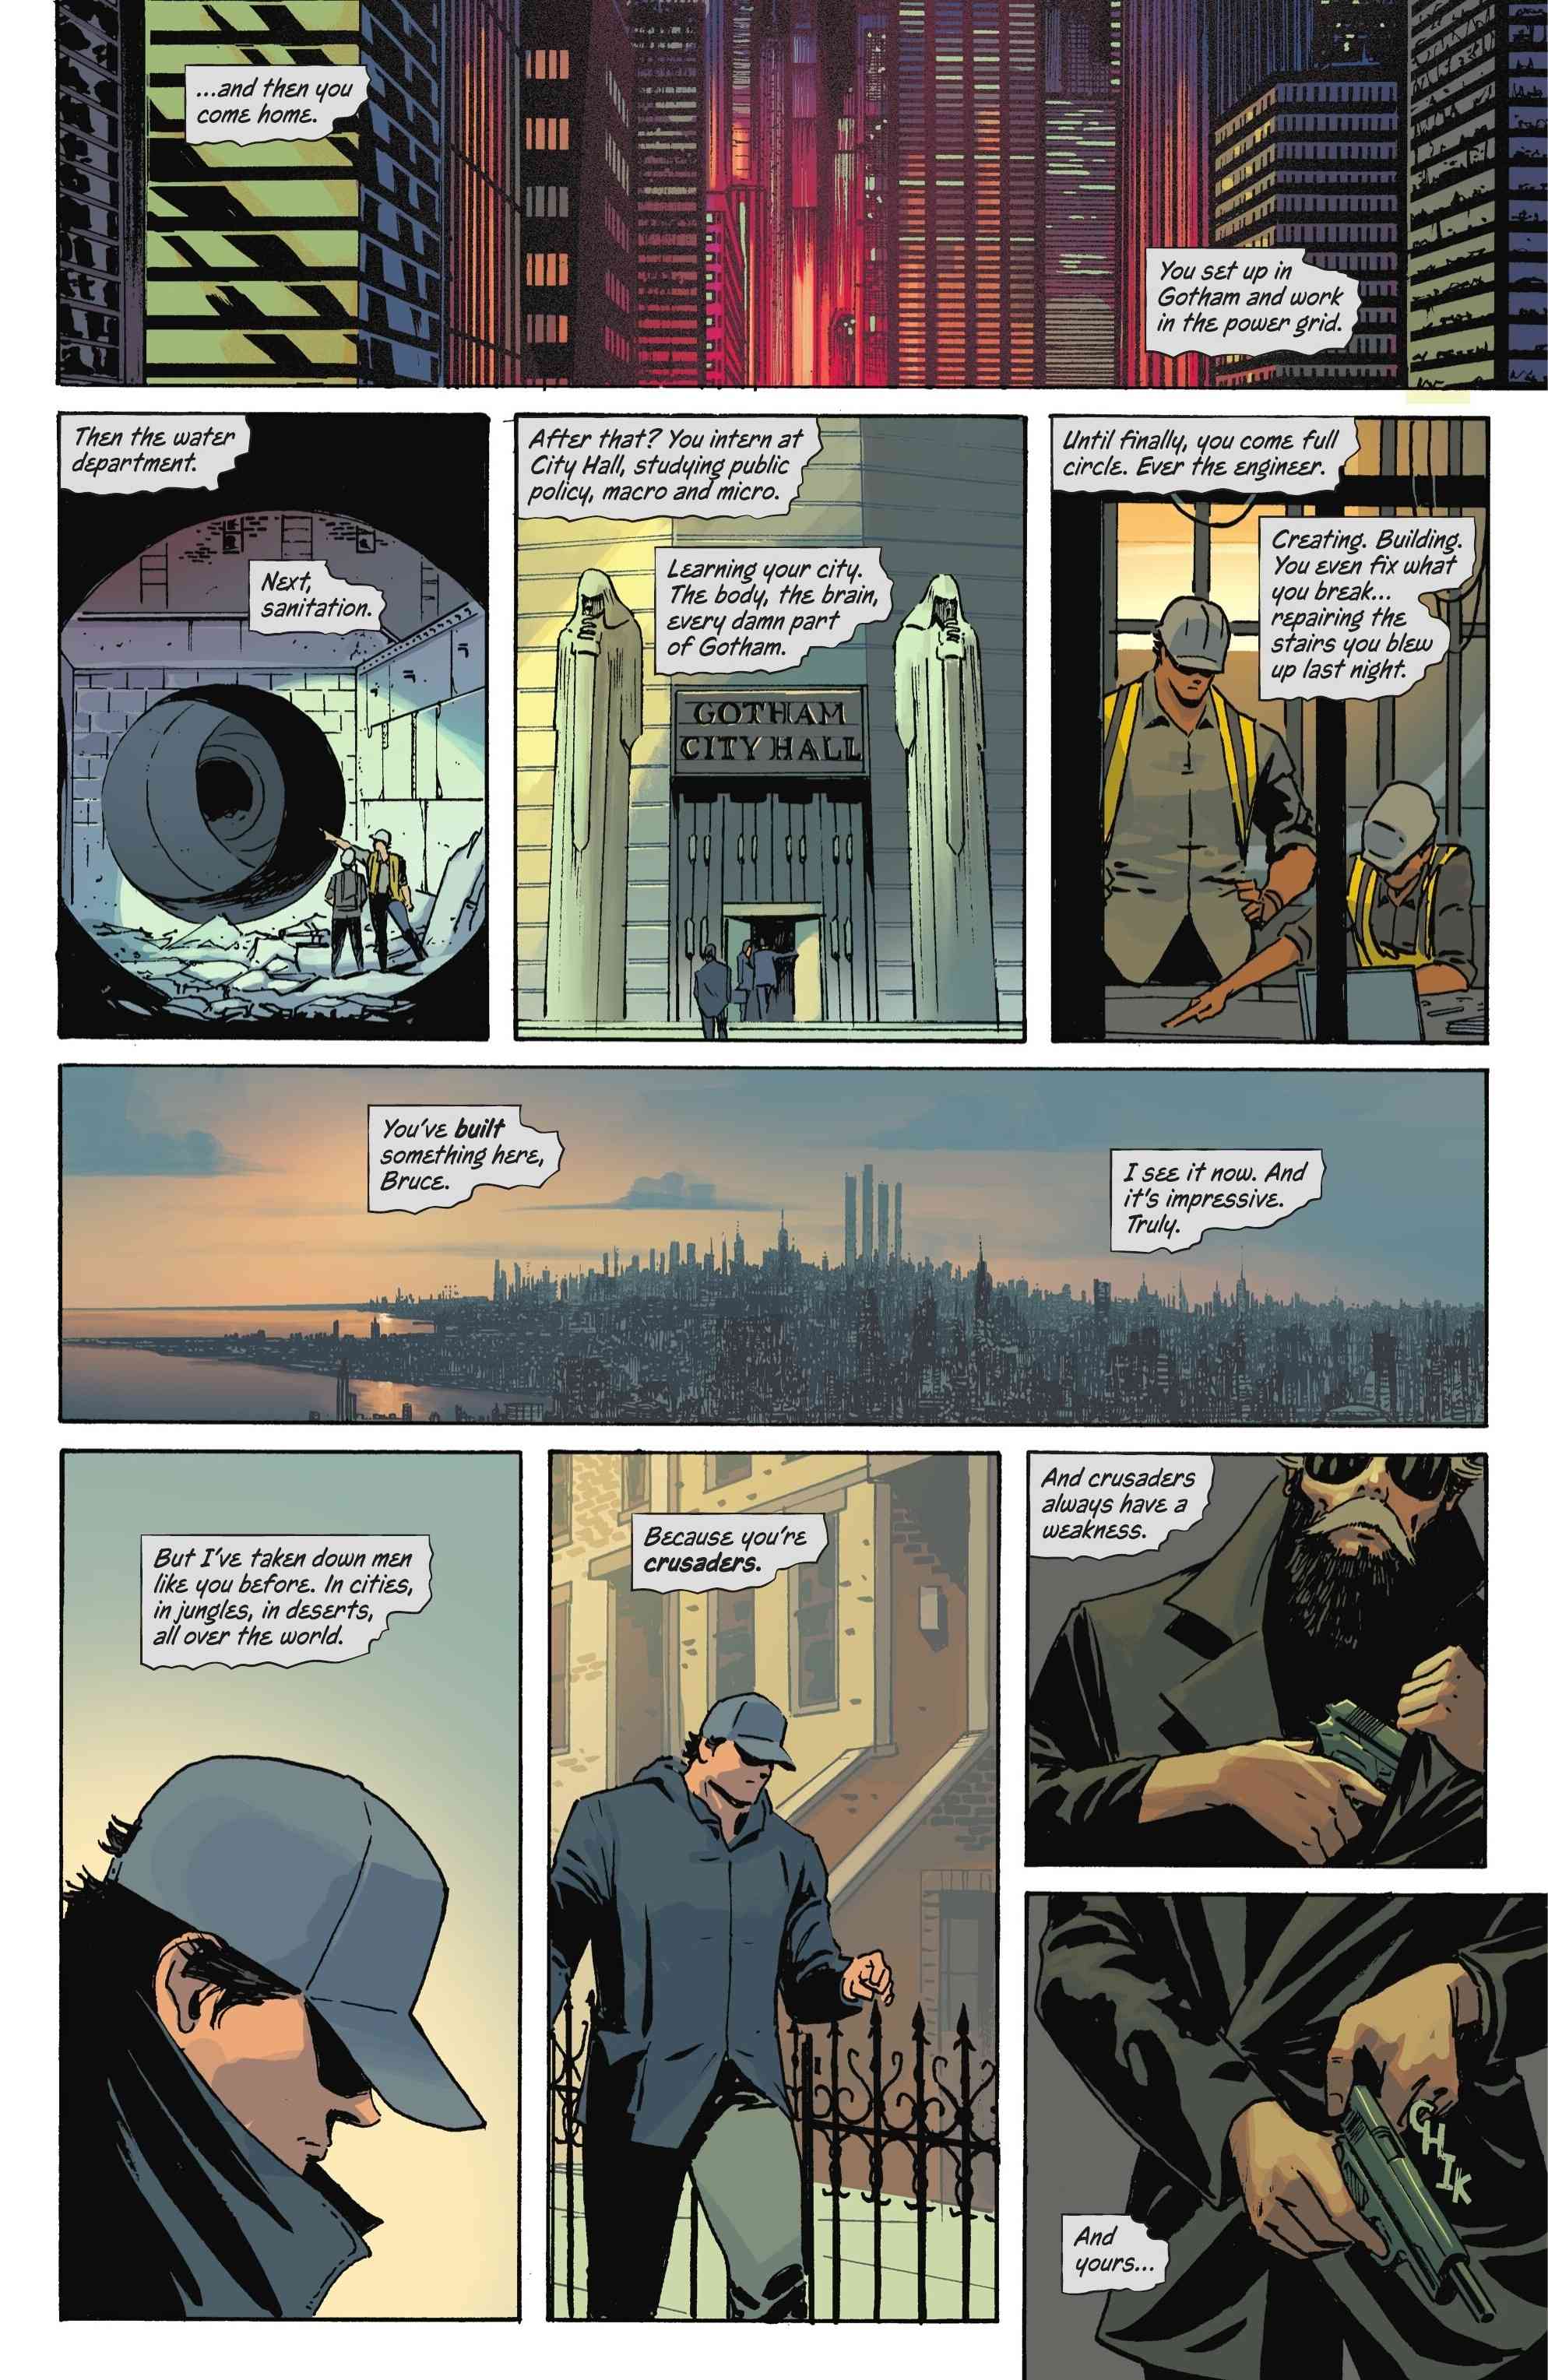 ...and then you
come home.
You set up in
Gotham and work
in the power grid.
Then the water
department.
Next,
sanitation.
After that? You intern at
City Hall, studying public
policy, macro and micro.
Learning your city.
The body, the brain,
every damn part
of Gotham.
GOTHAM
CITY HALL
Until finally, you come full
circle. Ever the engineer.
Creating. Building.
You even fix what
you break...
repairing the
stairs you blew
up last night.
You've built
something here,
Bruce.
I see it now. And
it's impressive.
Truly.
But I've taken down men
like you before. In cities,
in jungles, in deserts,
all over the world.
Because you're
crusaders.
And crusaders
always have a
weakness.
CHIK
And
yours...